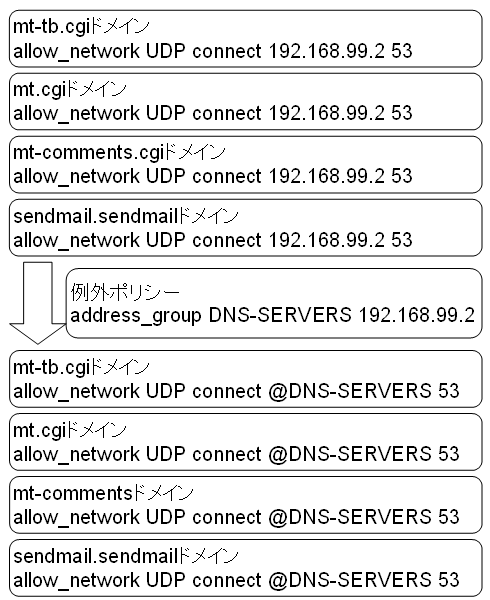 mt-tb.cgiドメイン
allow_network UDP connect 192.168.99.2 53
mt.cgiドメイン
allow_network UDP connect 192.168.99.2 53
mt-comments.cgiドメイン
allow_network UDP connect 192.168.99.2 53
sendmail.sendmailドメイン
allow_network UDP connect 192.168.99.2 53
例外ポリシー
address_group DNS-SERVERS 192.168.99.2
mt-tb.cgiドメイン
allow_network UDP connect @DNS-SERVERS 53
mt.cgiドメイン
allow_network UDP connect @DNS-SERVERS 53
mt-commentsドメイン
allow_network UDP connect @DNS-SERVERS 53
sendmail.sendmailドメイン
allow_network UDP connect @DNS-SERVERS 53